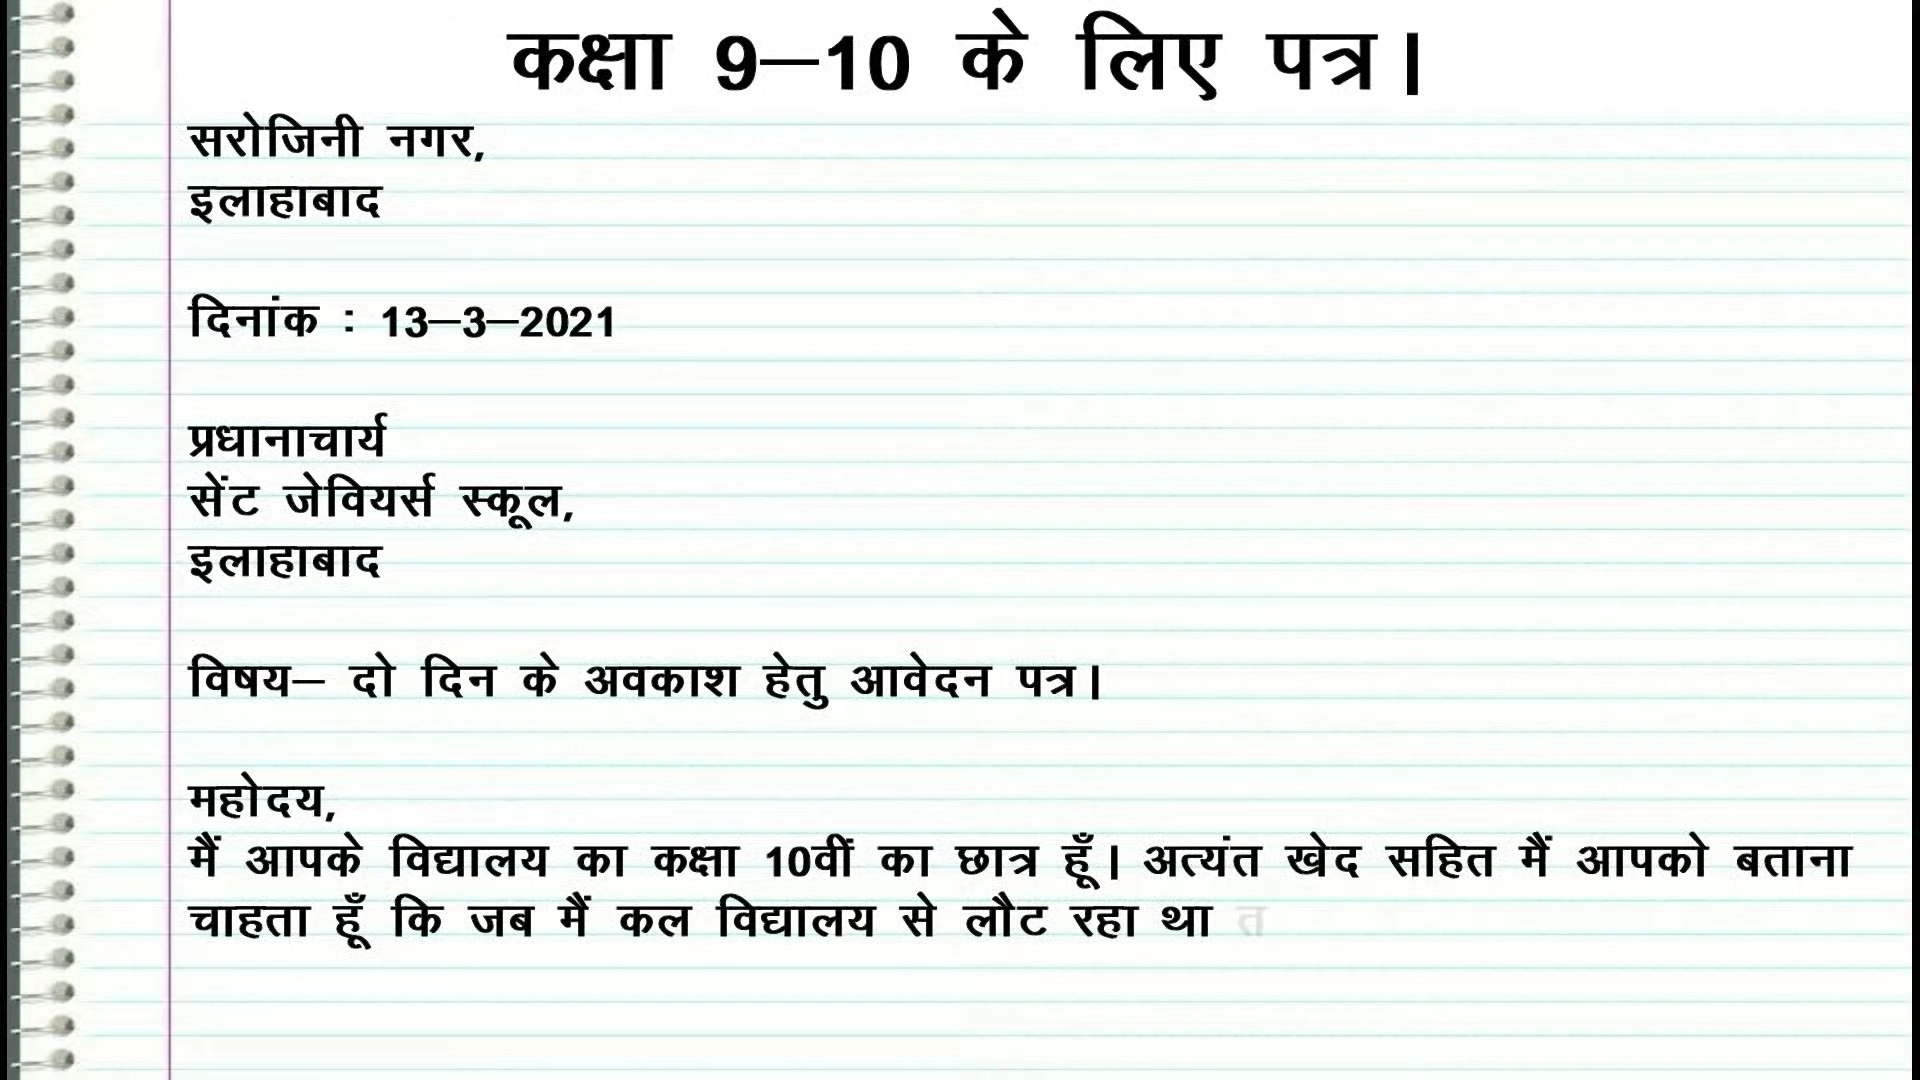 कक्षा 9–10 के लिए पत्र।
सरोजिनी नगर,
इलाहाबाद
दिनांक : 13–3–2021
प्रधानाचार्य
सेंट जेवियर्स स्कूल,
इलाहाबाद
विषय– दो दिन के अवकाश हेतु आवेदन पत्र।
महोदय,
मैं आपके विद्यालय का कक्षा 10वीं का छात्र हूँ। अत्यंत खेद सहित मैं आपको बताना
चाहता हूँ कि जब मैं कल विद्यालय से लौट रहा था त